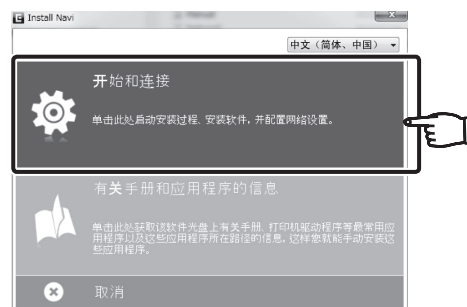 Install Navi
中文（简体、中国）
开始和连接
单击此处启动安装过程、安装软件，并配置网络设置。
有关手册和应用程序的信息
单击此处获取该软件光盘上有关手册、打印机驱动程序等最常用应
用程序以及这些应用程序所在路径的信息，这样您就能手动安装这
些应用程序。
取消